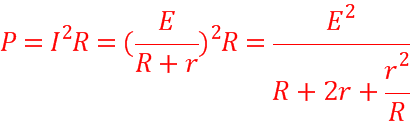 P = I²R = (E/(R + r))²R = E²/(R + 2r + r²/R)